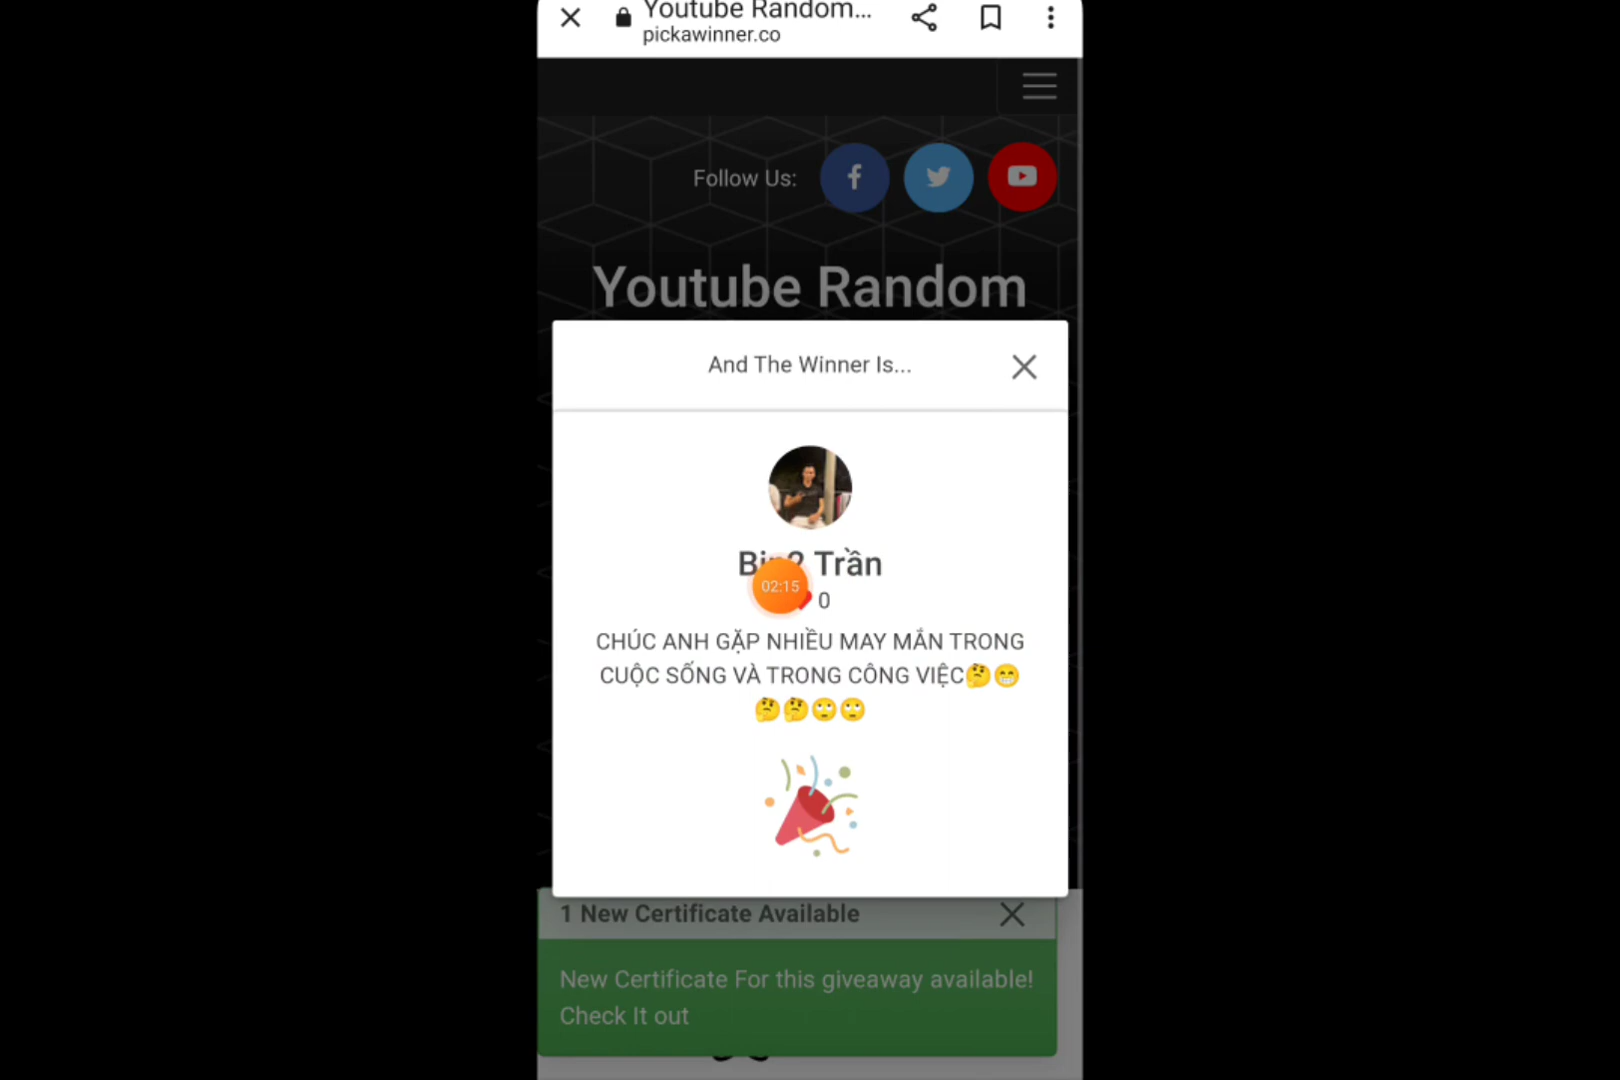 Youtube Random...
pickawinner.co
Follow Us:
Youtube Random
And The Winner Is...
Trần
02:15
0
CHÚC ANH GẶP NHIỀU MAY MẮN TRONG
CUỘC SỐNG VÀ TRONG CÔNG VIỆC🤔😁
🤔🤔🙄🙄
1 New Certificate Available
New Certificate For this giveaway available!
Check It out